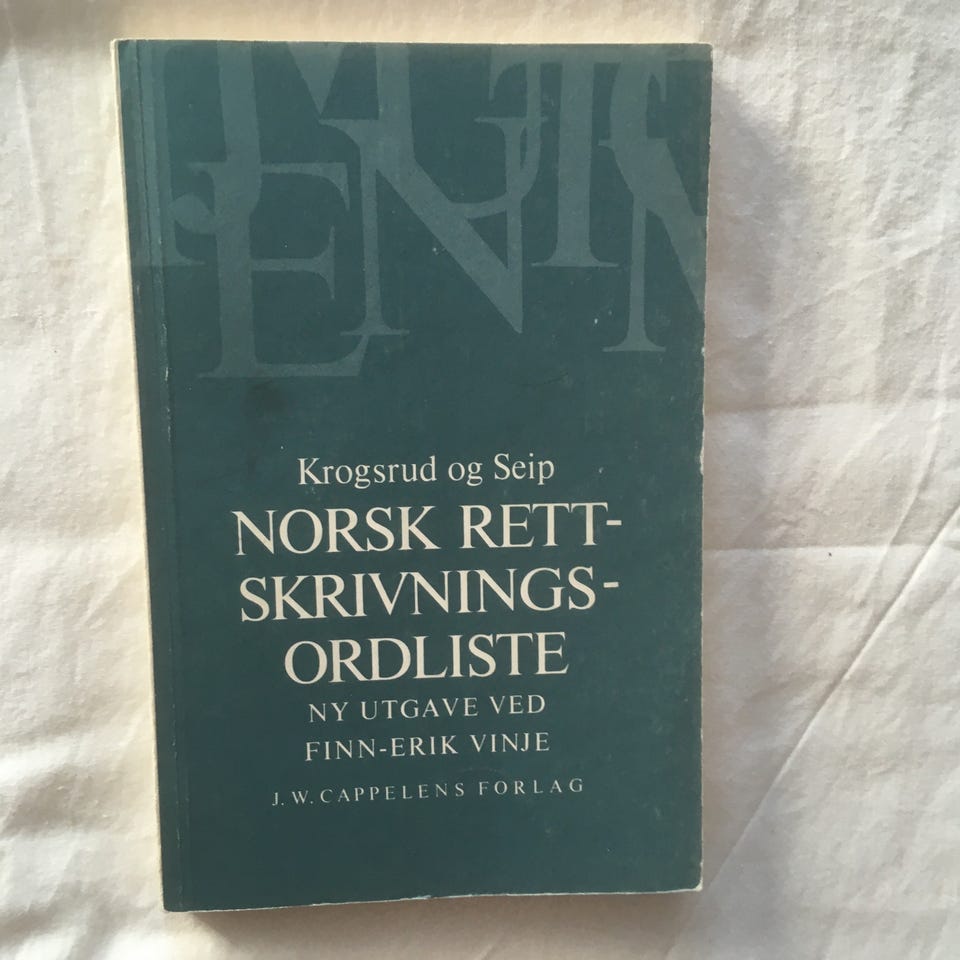 Krogsrud og Seip
NORSK RETT-
SKRIVNINGS-
ORDLISTE
NY UTGAVE VED
FINN-ERIK VINJE
J. W. CAPPELENS FORLAG